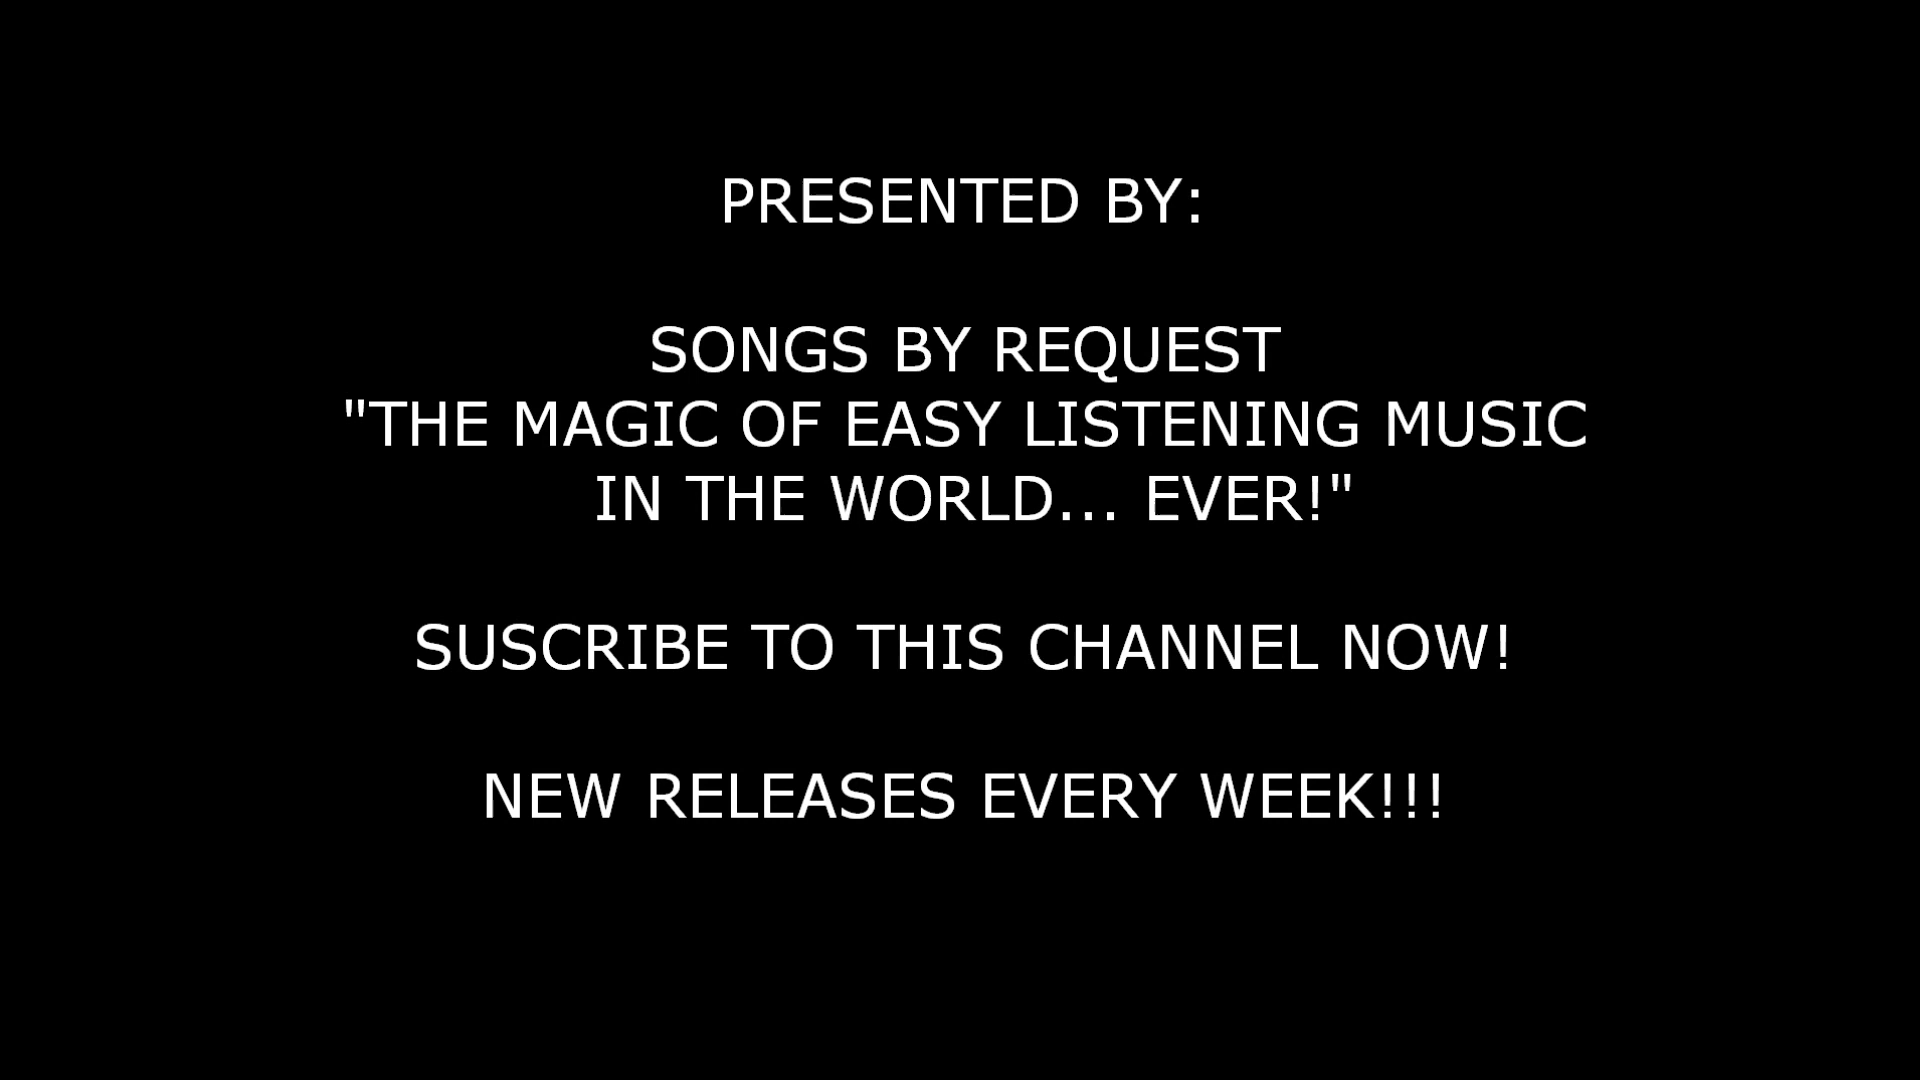 PRESENTED BY:
SONGS BY REQUEST
"THE MAGIC OF EASY LISTENING MUSIC
IN THE WORLD... EVER!"
SUSCRIBE TO THIS CHANNEL NOW!
NEW RELEASES EVERY WEEK!!!